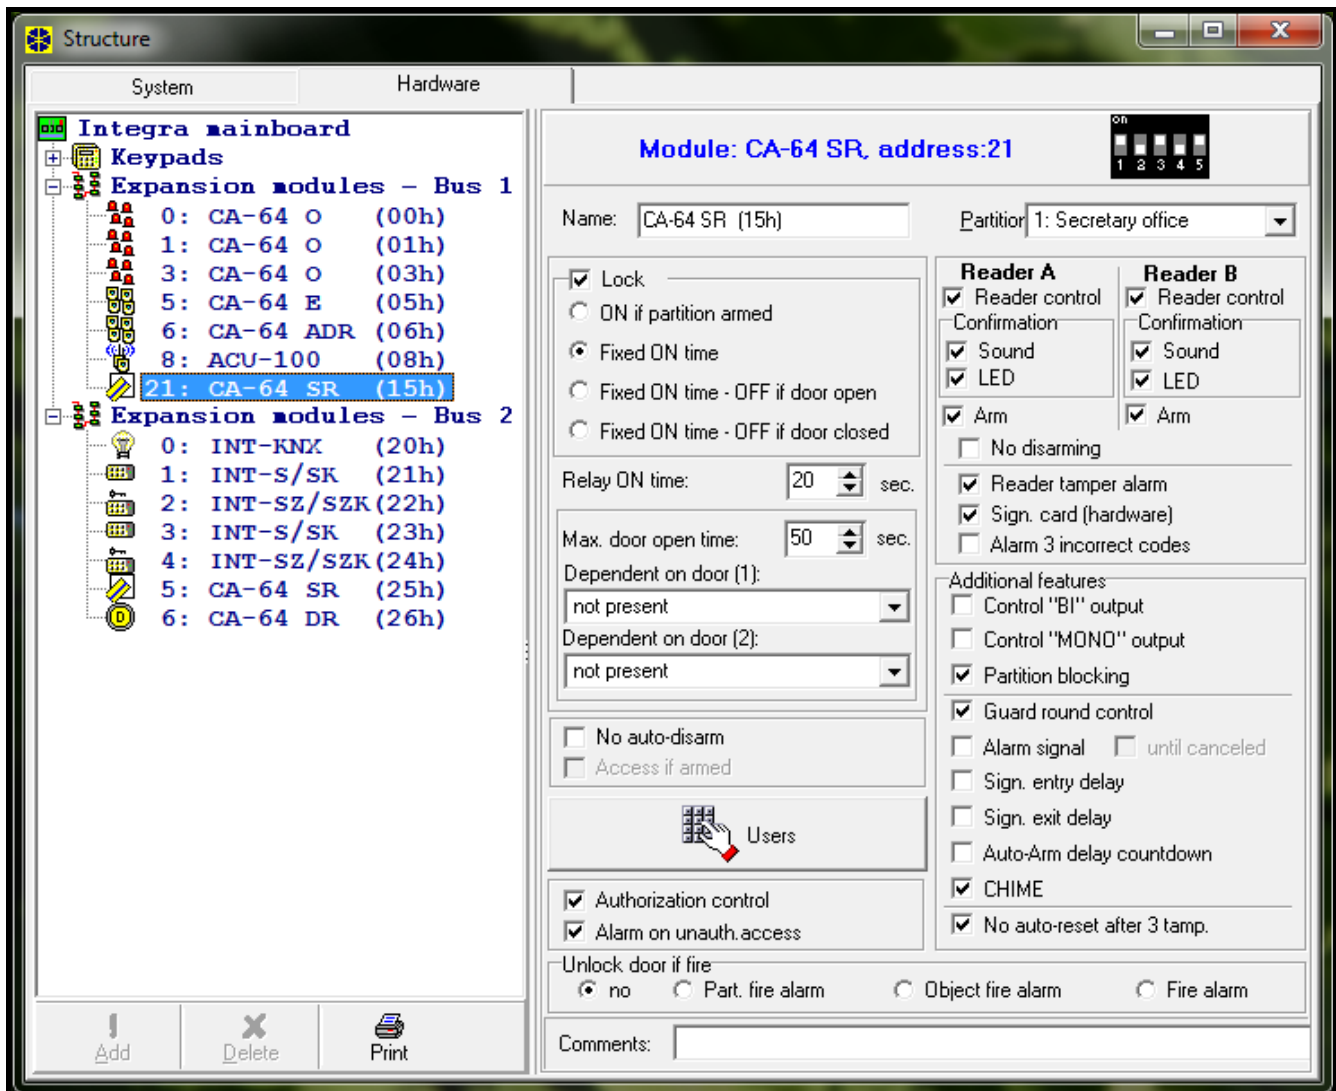 Structure
System Hardware
Integra mainboard
Keypads
Expansion modules - Bus 1
0: CA-64 O (00h)
1: CA-64 O (01h)
3: CA-64 O (03h)
5: CA-64 E (05h)
6: CA-64 ADR (06h)
8: ACU-100 (08h)
21: CA-64 SR (15h)
Expansion modules - Bus 2
0: INT-KNX (20h)
1: INT-S/SK (21h)
2: INT-SZ/SZK(22h)
3: INT-S/SK (23h)
4: INT-SZ/SZK(24h)
5: CA-64 SR (25h)
6: CA-64 DR (26h)
Add Delete Print
Module: CA-64 SR, address:21
on
1 2 3 4 5
Name: CA-64 SR (15h)
Partition 1: Secretary office
Lock
ON if partition armed
Fixed ON time
Fixed ON time - OFF if door open
Fixed ON time - OFF if door closed
Relay ON time: 20 sec.
Max. door open time: 50 sec.
Dependent on door (1):
not present
Dependent on door (2):
not present
No auto-disarm
Access if armed
Users
Authorization control
Alarm on unauth.access
Reader A Reader B
Reader control Reader control
Confirmation Confirmation
Sound Sound
LED LED
Arm Arm
No disarming
Reader tamper alarm
Sign. card (hardware)
Alarm 3 incorrect codes
Additional features
Control "BI" output
Control "MONO" output
Partition blocking
Guard round control
Alarm signal until canceled
Sign. entry delay
Sign. exit delay
Auto-Arm delay countdown
CHIME
No auto-reset after 3 tamp.
Unlock door if fire
no Part. fire alarm Object fire alarm Fire alarm
Comments: